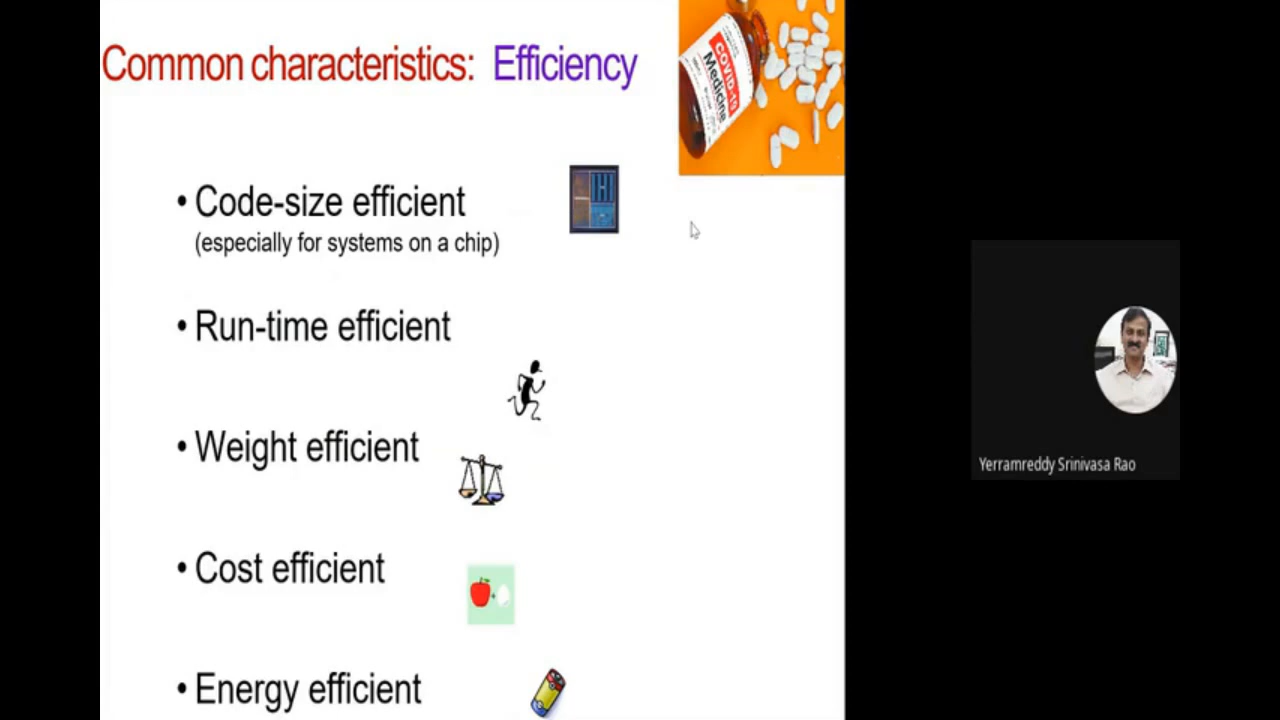 Common characteristics: Efficiency
COVID-19
Medicine
• Code-size efficient
(especially for systems on a chip)
• Run-time efficient
• Weight efficient
• Cost efficient
• Energy efficient
Yerramreddy Srinivasa Rao